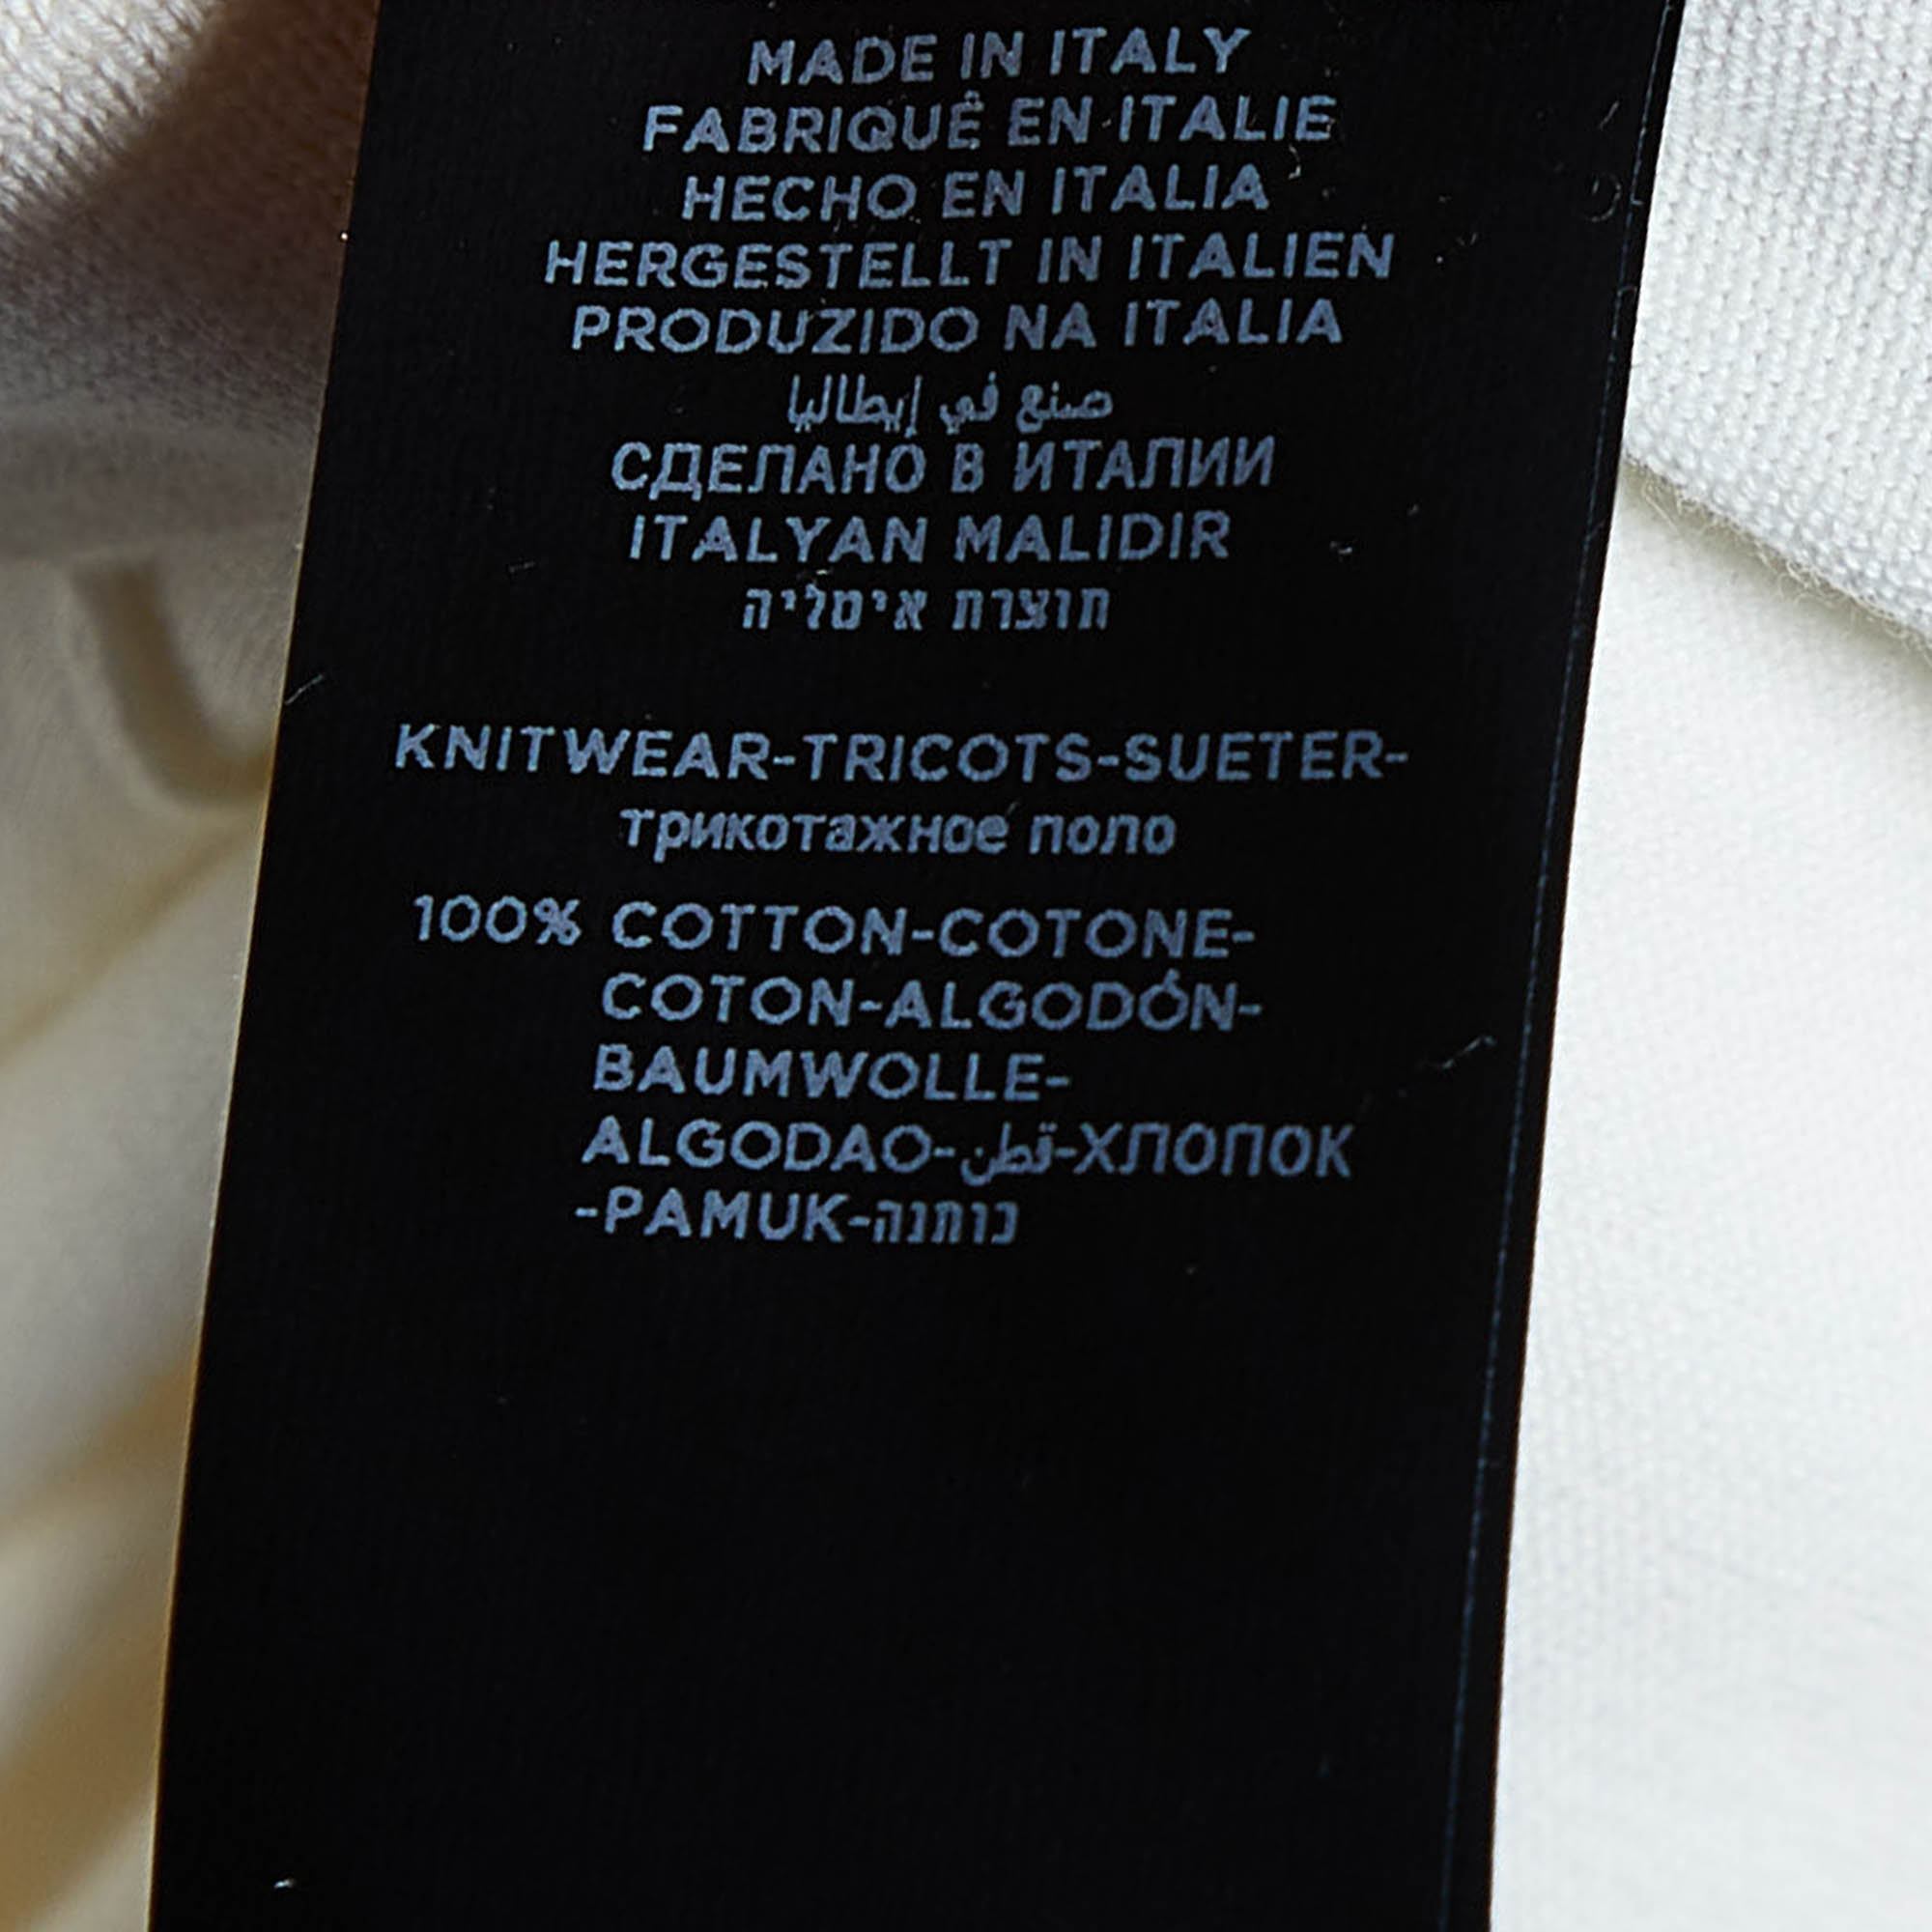 MADE IN ITALY
FABRIQUÊ EN ITALIE
HECHO EN ITALIA
HERGESTELLT IN ITALIEN
PRODUZIDO NA ITALIA
صنع في إيطاليا
СДЕЛАНО В ИТАЛИИ
ITALYAN MALIDIR
תוצרת איטליה
KNITWEAR-TRICOTS-SUETER-
трикотажное поло
100% COTTON-COTONE-
COTON-ALGODÓN-
BAUMWOLLE-
ALGODAO-قطن-ХЛОПОК
-PAMUK-כותנה